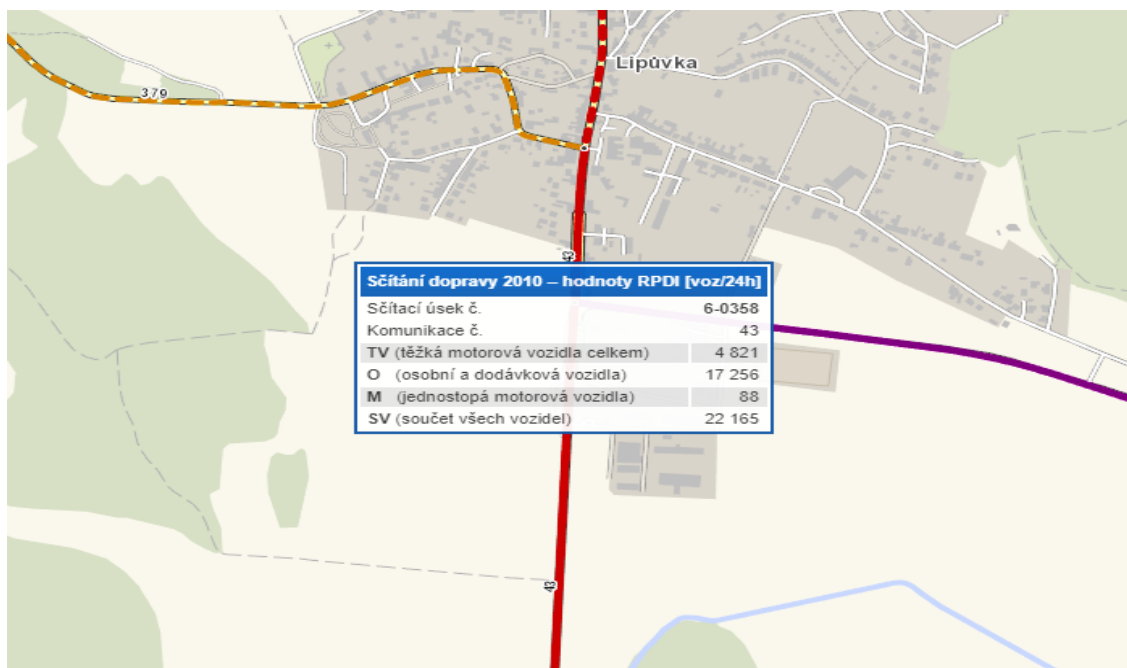 Lipůvka
379
43
Sčítání dopravy 2010 – hodnoty RPDI [voz/24h]
Sčítací úsek č. 6-0358
Komunikace č. 43
TV (těžká motorová vozidla celkem) 4 821
O (osobní a dodávková vozidla) 17 256
M (jednostopá motorová vozidla) 88
SV (součet všech vozidel) 22 165
43